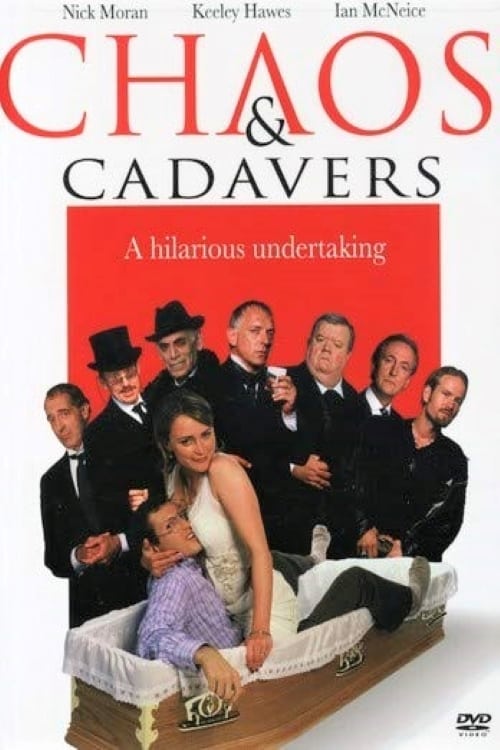 Nick Moran Keeley Hawes Ian McNeice
CHAOS
&
CADAVERS
A hilarious undertaking
DVD
VIDEO